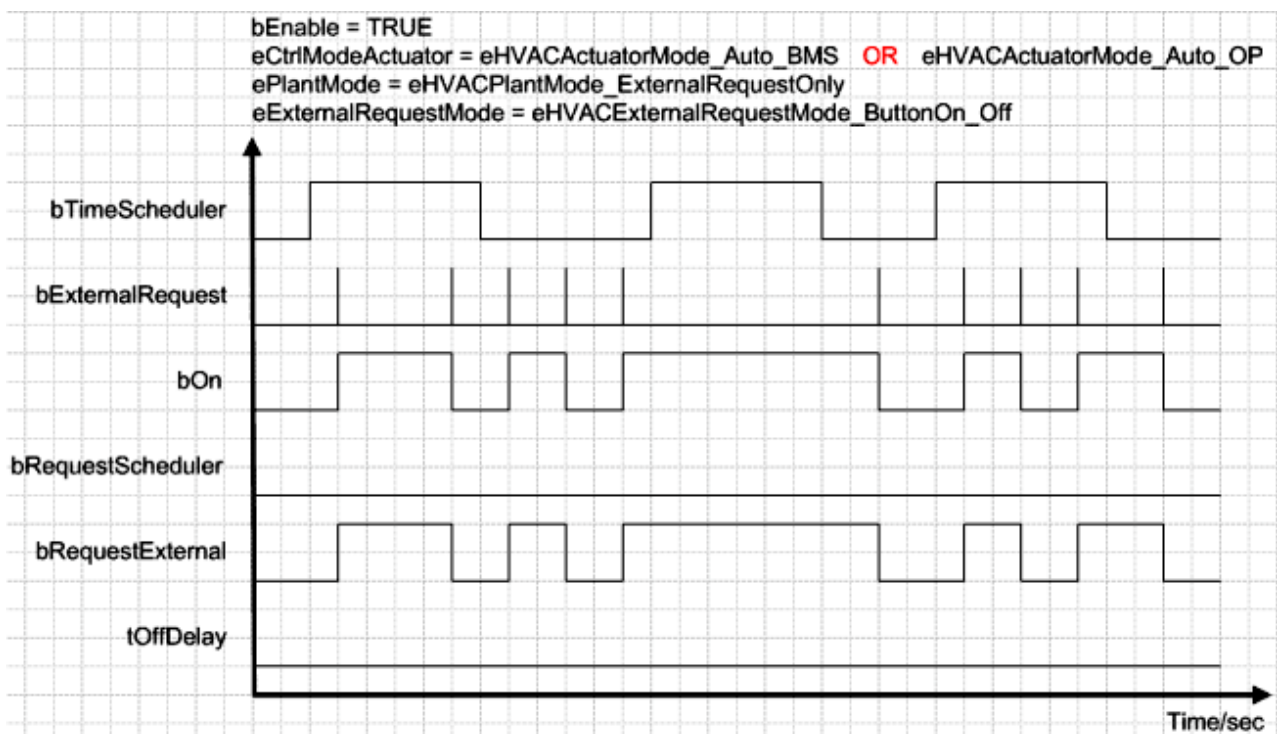 bEnable = TRUE
eCtrlModeActuator = eHVACActuatorMode_Auto_BMS OR eHVACActuatorMode_Auto_OP
ePlantMode = eHVACPlantMode_ExternalRequestOnly
eExternalRequestMode = eHVACExternalRequestMode_ButtonOn_Off
bTimeScheduler
bExternalRequest
bOn
bRequestScheduler
bRequestExternal
tOffDelay
Time/sec